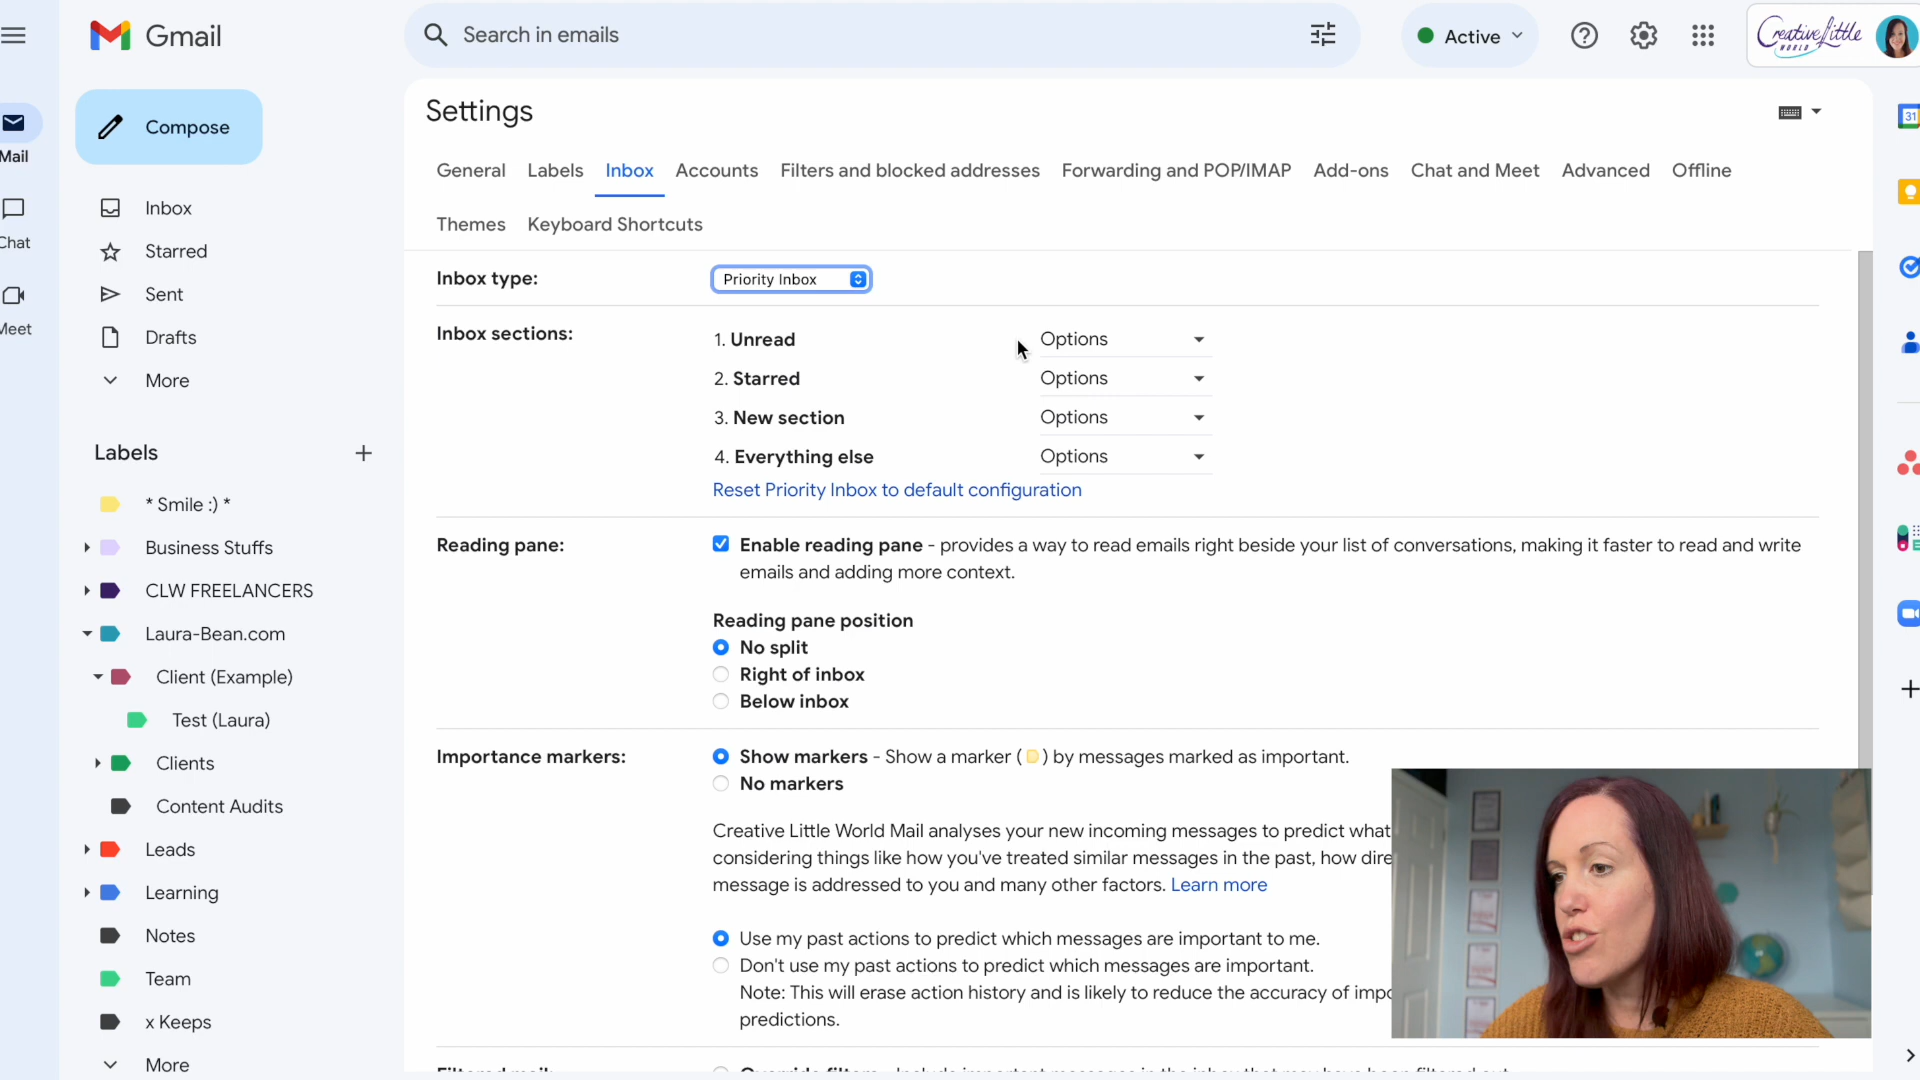 Gmail
Search in emails
Active
Creative Little
WORLD
Compose
Settings
Mail
General Labels Inbox Accounts Filters and blocked addresses Forwarding and POP/IMAP Add-ons Chat and Meet Advanced Offline
Themes Keyboard Shortcuts
Chat
Meet
31
Inbox
Starred
Sent
Drafts
More
Labels
* Smile :) *
Business Stuffs
CLW FREELANCERS
Laura-Bean.com
Client (Example)
Test (Laura)
Clients
Content Audits
Leads
Learning
Notes
Team
x Keeps
More
Inbox type:
Priority Inbox
Inbox sections:
1. Unread Options
2. Starred Options
3. New section Options
4. Everything else Options
Reset Priority Inbox to default configuration
Reading pane:
Enable reading pane - provides a way to read emails right beside your list of conversations, making it faster to read and write
emails and adding more context.
Reading pane position
No split
Right of inbox
Below inbox
Importance markers:
Show markers - Show a marker ( ) by messages marked as important.
No markers
Creative Little World Mail analyses your new incoming messages to predict what
considering things like how you've treated similar messages in the past, how dire
message is addressed to you and many other factors. Learn more
Use my past actions to predict which messages are important to me.
Don't use my past actions to predict which messages are important.
Note: This will erase action history and is likely to reduce the accuracy of impo
predictions.